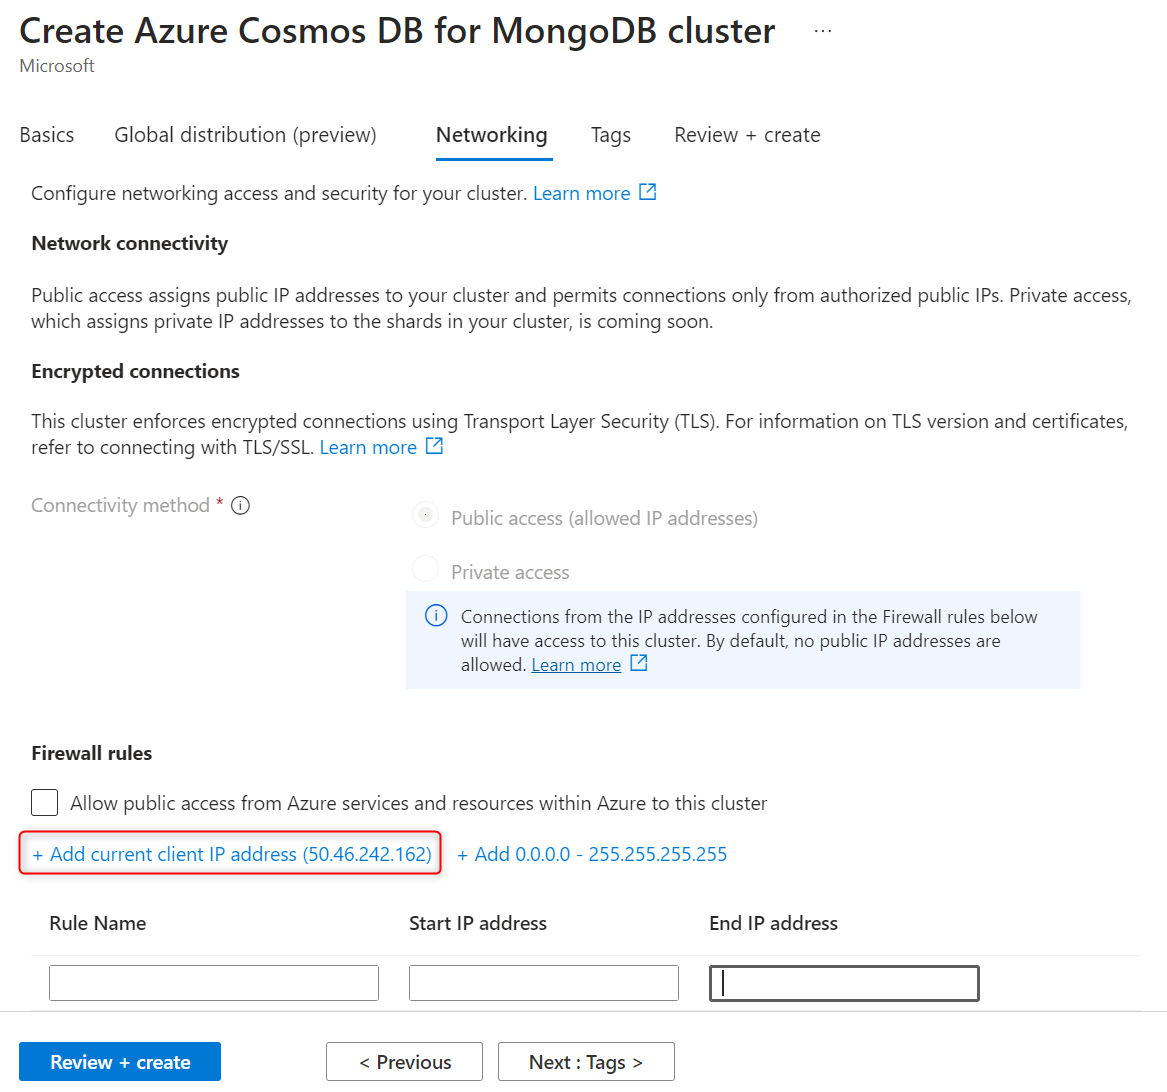 Create Azure Cosmos DB for MongoDB cluster ...
Microsoft
Basics Global distribution (preview) Networking Tags Review + create
Configure networking access and security for your cluster. Learn more
Network connectivity
Public access assigns public IP addresses to your cluster and permits connections only from authorized public IPs. Private access,
which assigns private IP addresses to the shards in your cluster, is coming soon.
Encrypted connections
This cluster enforces encrypted connections using Transport Layer Security (TLS). For information on TLS version and certificates,
refer to connecting with TLS/SSL. Learn more
Connectivity method *
Public access (allowed IP addresses)
Private access
Connections from the IP addresses configured in the Firewall rules below
will have access to this cluster. By default, no public IP addresses are
allowed. Learn more
Firewall rules
Allow public access from Azure services and resources within Azure to this cluster
+ Add current client IP address (50.46.242.162) + Add 0.0.0.0 - 255.255.255.255
Rule Name Start IP address End IP address
Review + create < Previous Next : Tags >